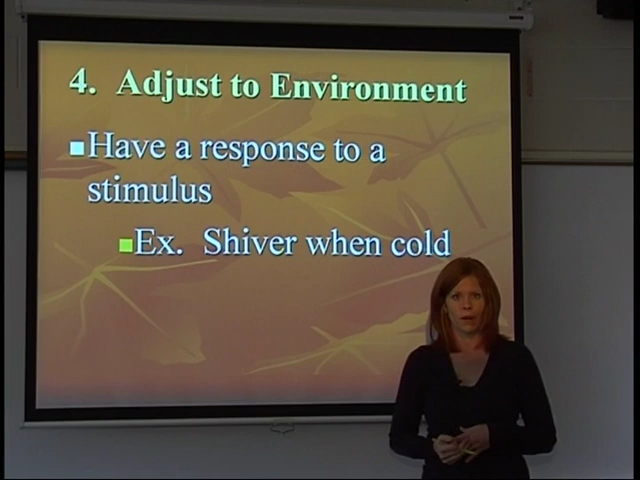 4. Adjust to Environment
Have a response to a
stimulus
Ex. Shiver when cold